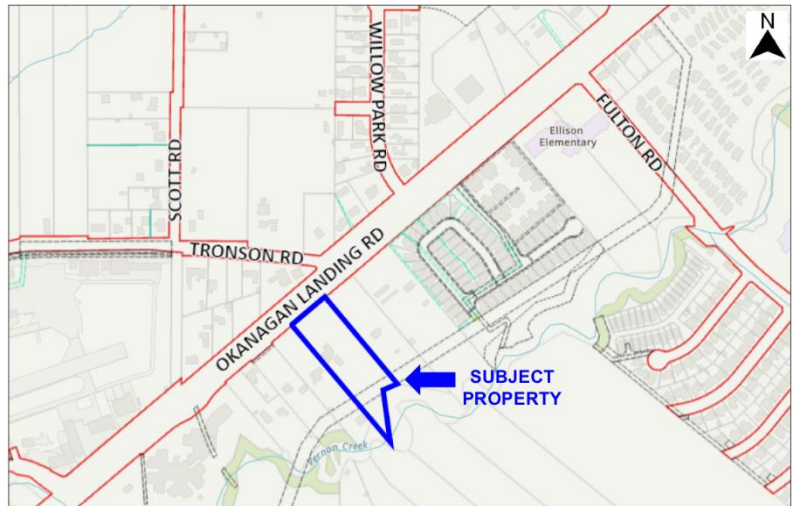 N
WILLOW PARK RD
FULTON RD
Ellison
Elementary
SCOTT RD
TRONSON RD
OKANAGAN LANDING RD
SUBJECT
PROPERTY
Vernon Creek